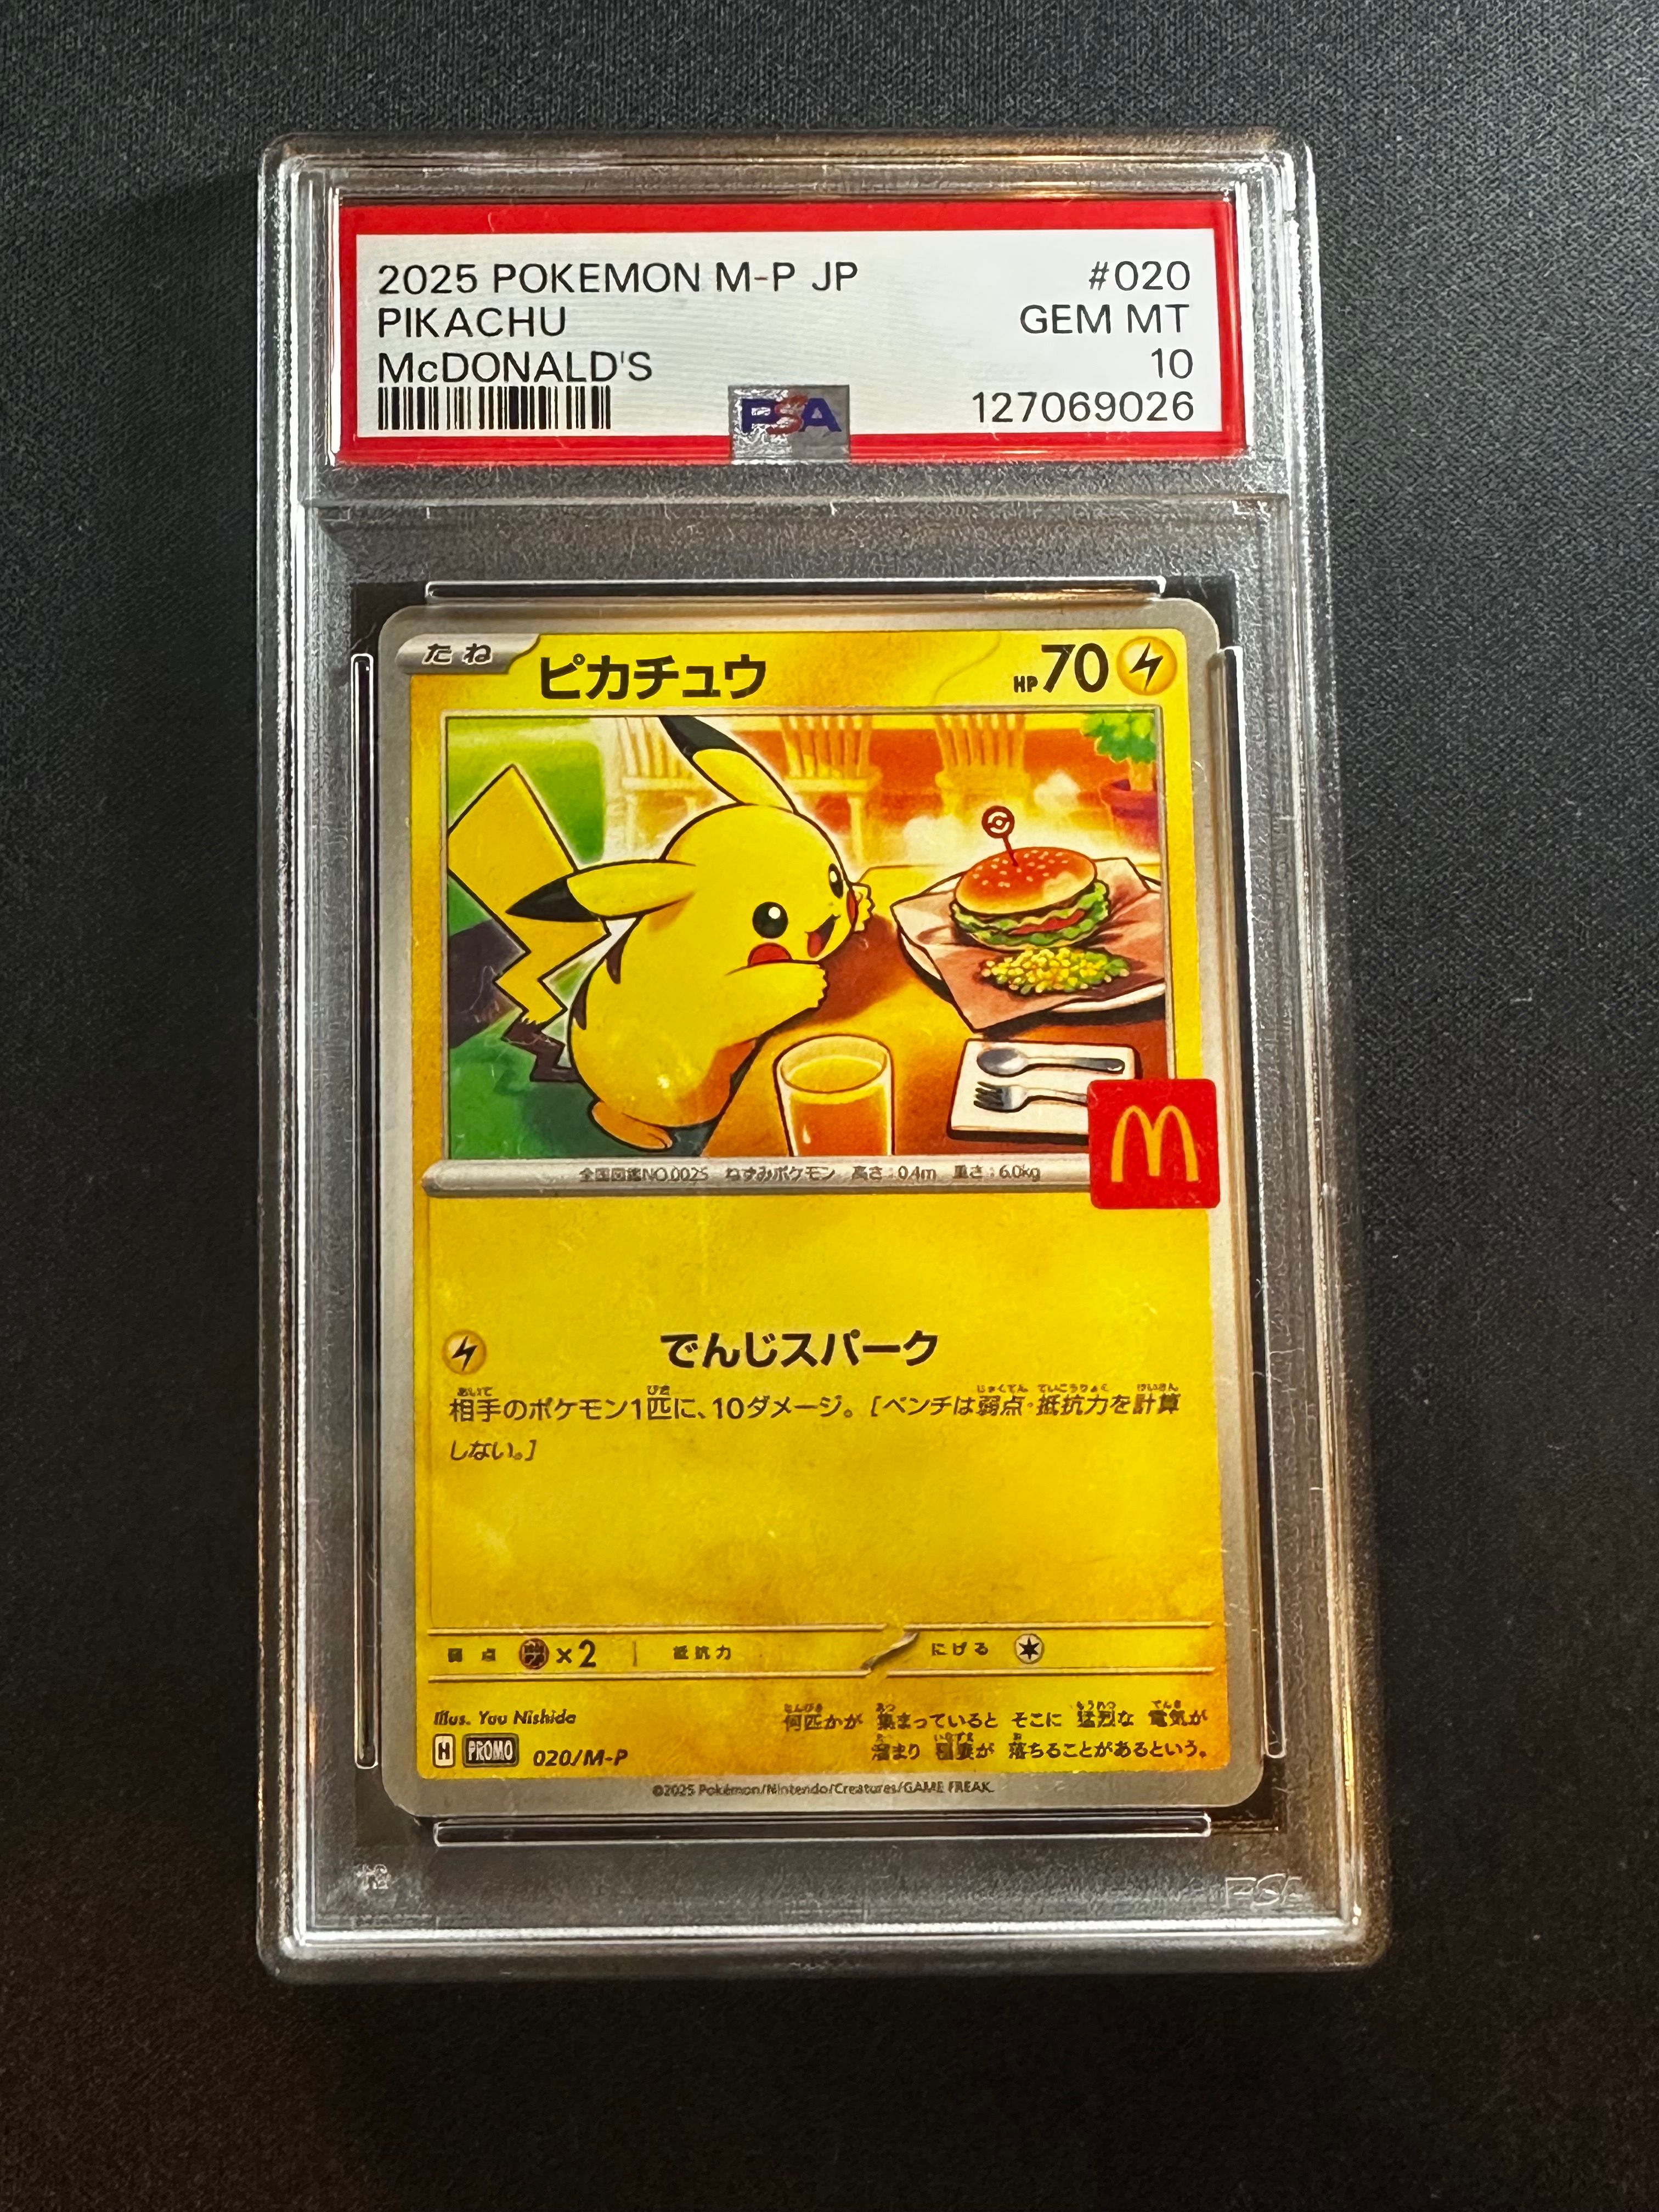 2025 POKEMON M-P JP #020
PIKACHU GEM MT
McDONALD'S 10
127069026
PSA
たね ピカチュウ HP70
M
全国図鑑NO.0025 ねずみポケモン 高さ:0.4m 重さ:6.0kg
でんじスパーク
相手のポケモン1匹に、10ダメージ。[ベンチは弱点・抵抗力を計算
しない。]
弱点 ×2 抵抗力 にげる
Illus. Yuu Nishida
何匹かが 集まっていると そこに 猛烈な 電気が
溜まり 稲妻が 落ちることがあるという。
H PROMO 020/M-P
©2025 Pokémon/Nintendo/Creatures/GAME FREAK.
PSA